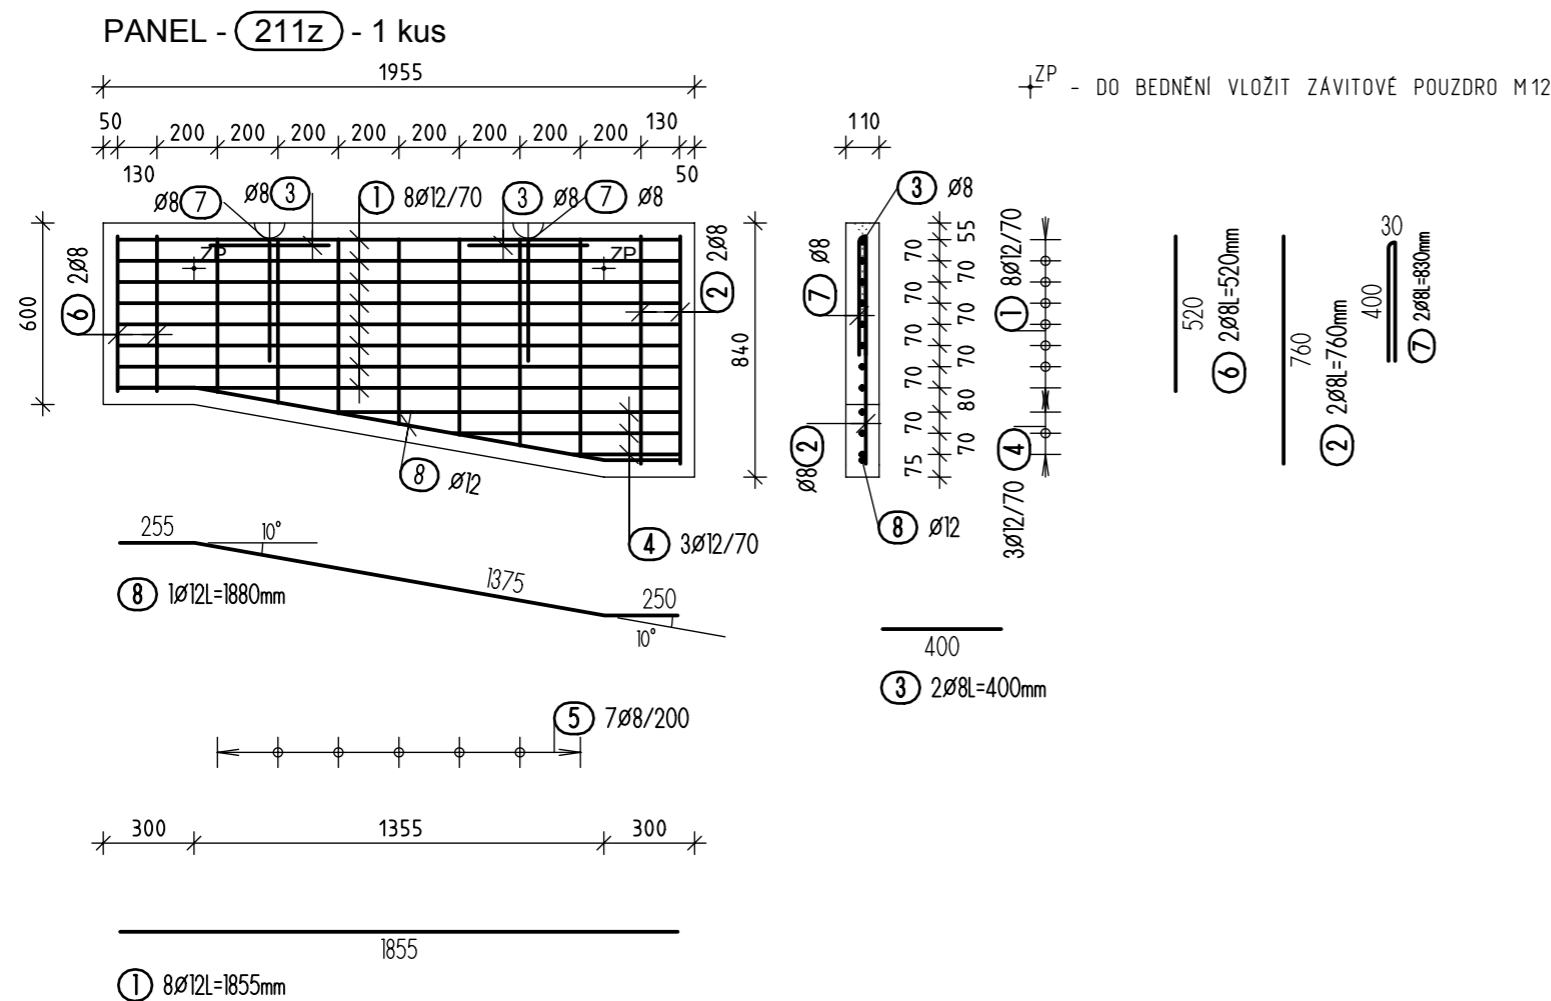 PANEL - 211z - 1 kus
1955
ZP - DO BEDNĚNÍ VLOŽIT ZÁVITOVÉ POUZDRO M12
50 200 200 200 200 200 200 200 130
130 50
110
Ø8 7 Ø8 3 1 8Ø12/70 3 Ø8 7 Ø8
3 Ø8
ZP ZP
6 2Ø8
2 2Ø8
600
840
7 Ø8
Ø8 2
55
70
70
70
70
70
70
70
80
70
70
75
1 8Ø12/70
4 3Ø12/70
520
6 2Ø8L=520mm
760
2 2Ø8L=760mm
30
400
7 2Ø8L=830mm
8 Ø12
8 Ø12
4 3Ø12/70
255 10° 1375 250 10°
8 1Ø12L=1880mm
400
3 2Ø8L=400mm
5 7Ø8/200
300 1355 300
1855
1 8Ø12L=1855mm